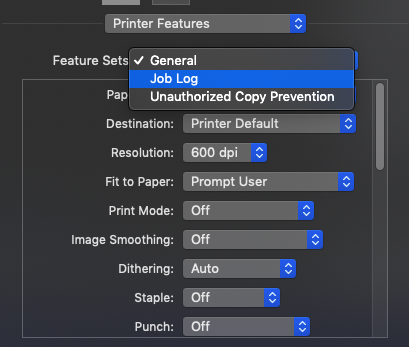 Printer Features
Feature Sets
✓ General
Job Log
Unauthorized Copy Prevention
Destination: Printer Default
Resolution: 600 dpi
Fit to Paper: Prompt User
Print Mode: Off
Image Smoothing: Off
Dithering: Auto
Staple: Off
Punch: Off